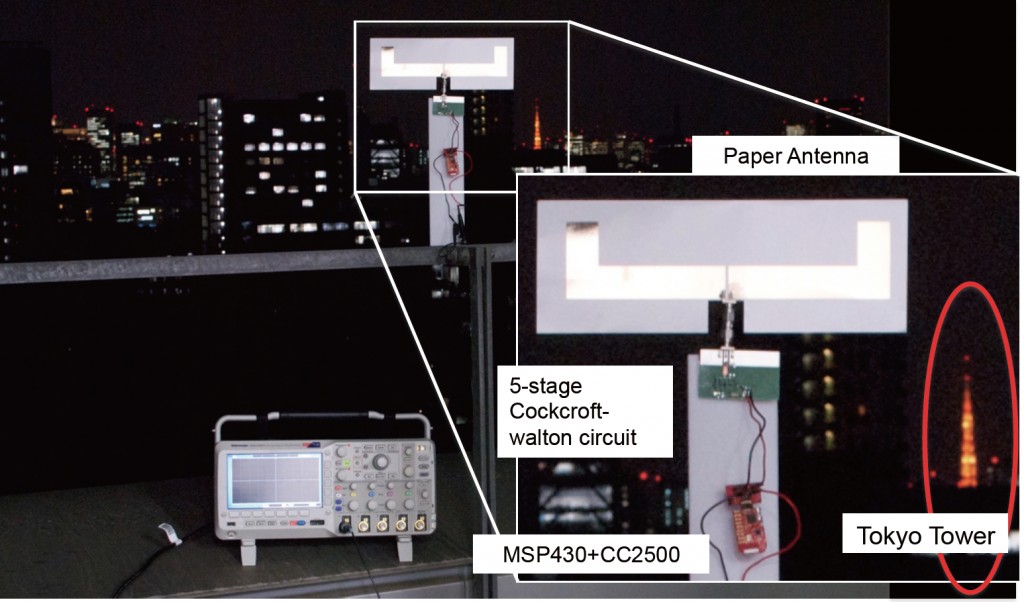 Paper Antenna
5-stage
Cockcroft-
walton circuit
MSP430+CC2500
Tokyo Tower